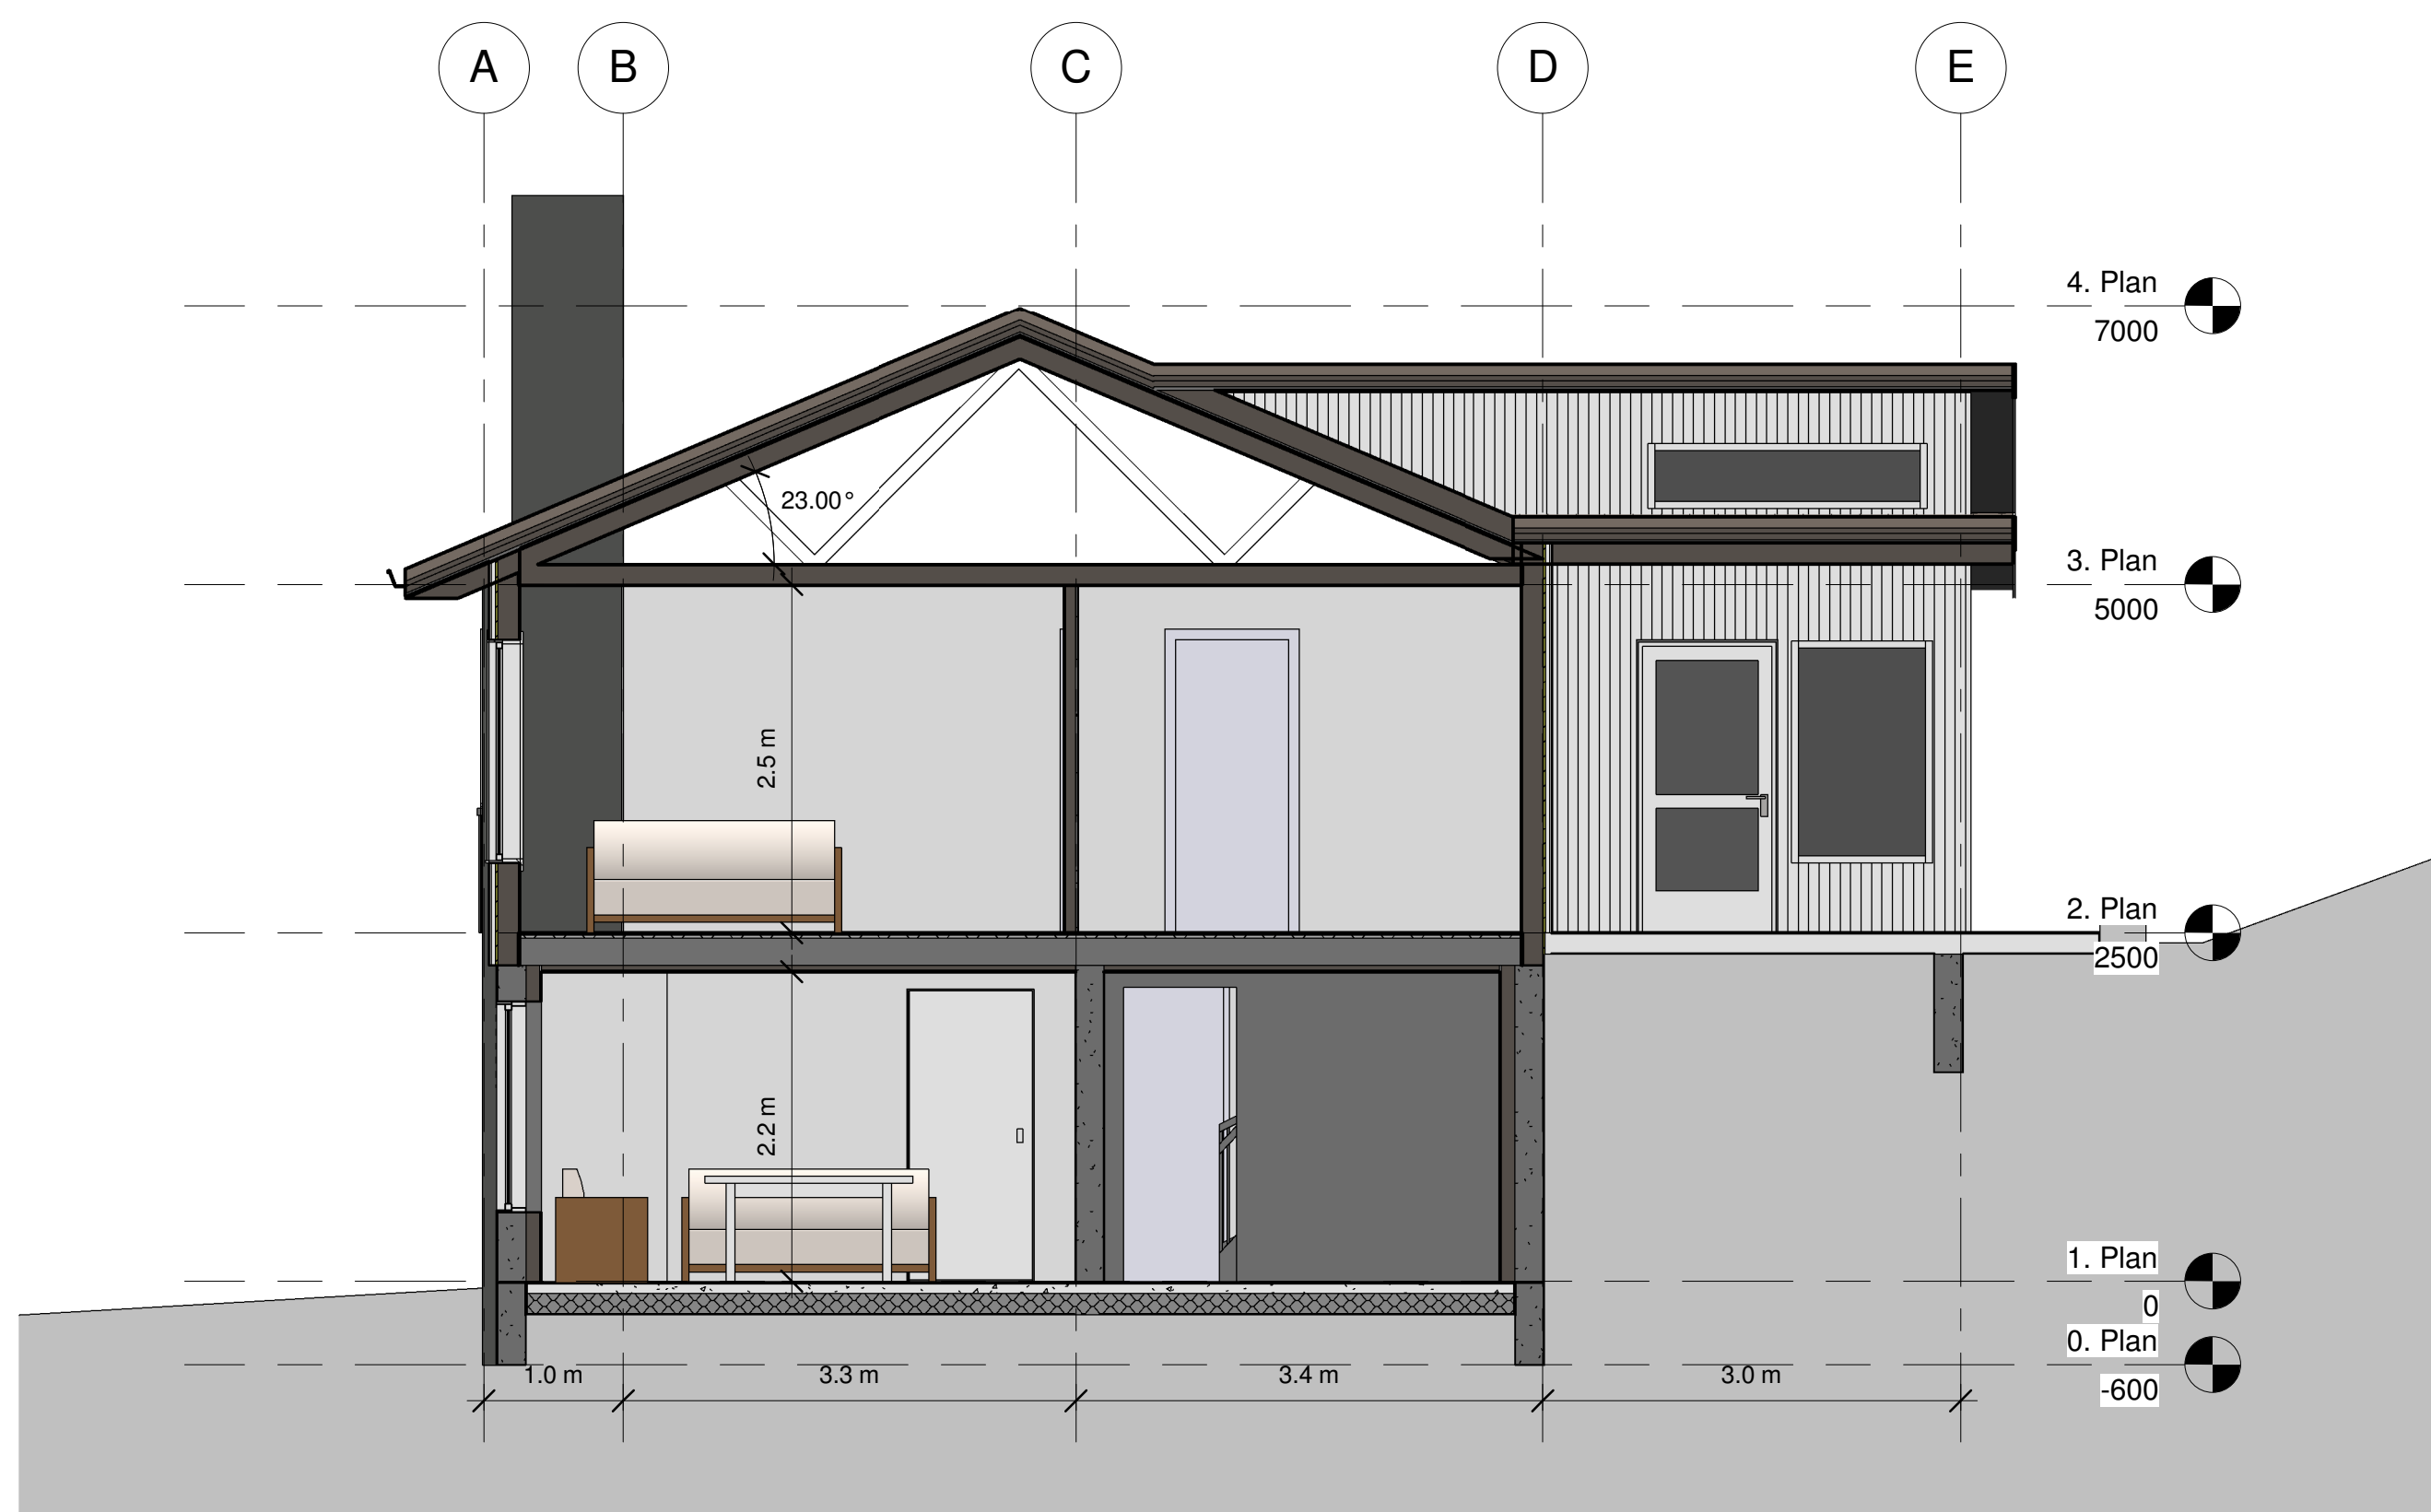 A B C D E
4. Plan
7000
23.00°
3. Plan
5000
2.5 m
2. Plan
2500
2.2 m
1. Plan
0
0. Plan
-600
1.0 m 3.3 m 3.4 m 3.0 m